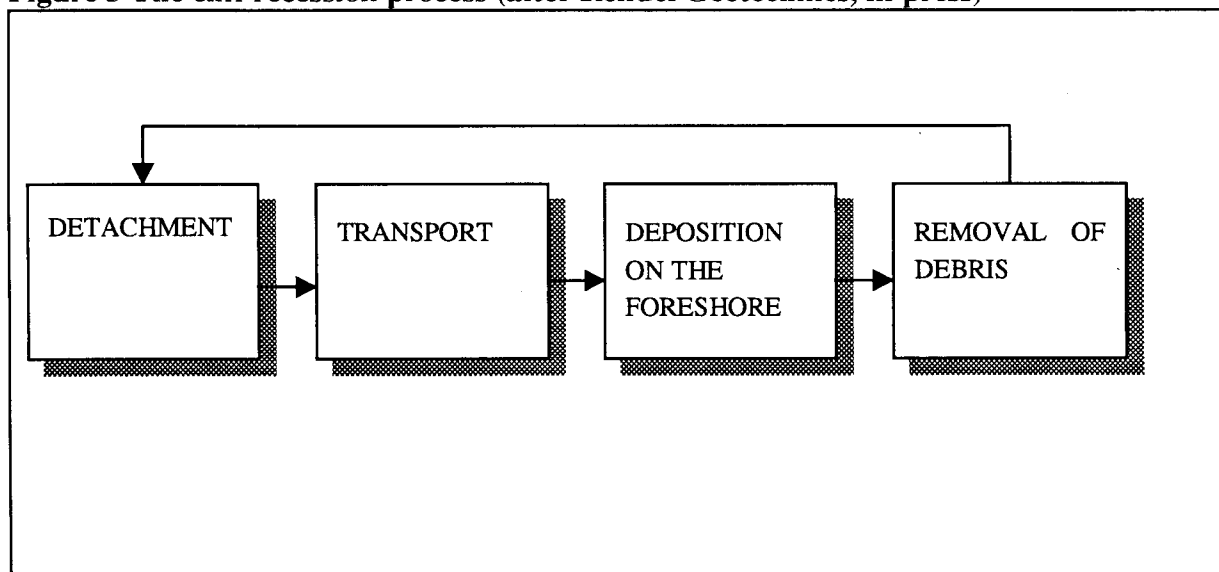 DETACHMENT
TRANSPORT
DEPOSITION
ON THE
FORESHORE
REMOVAL OF
DEBRIS